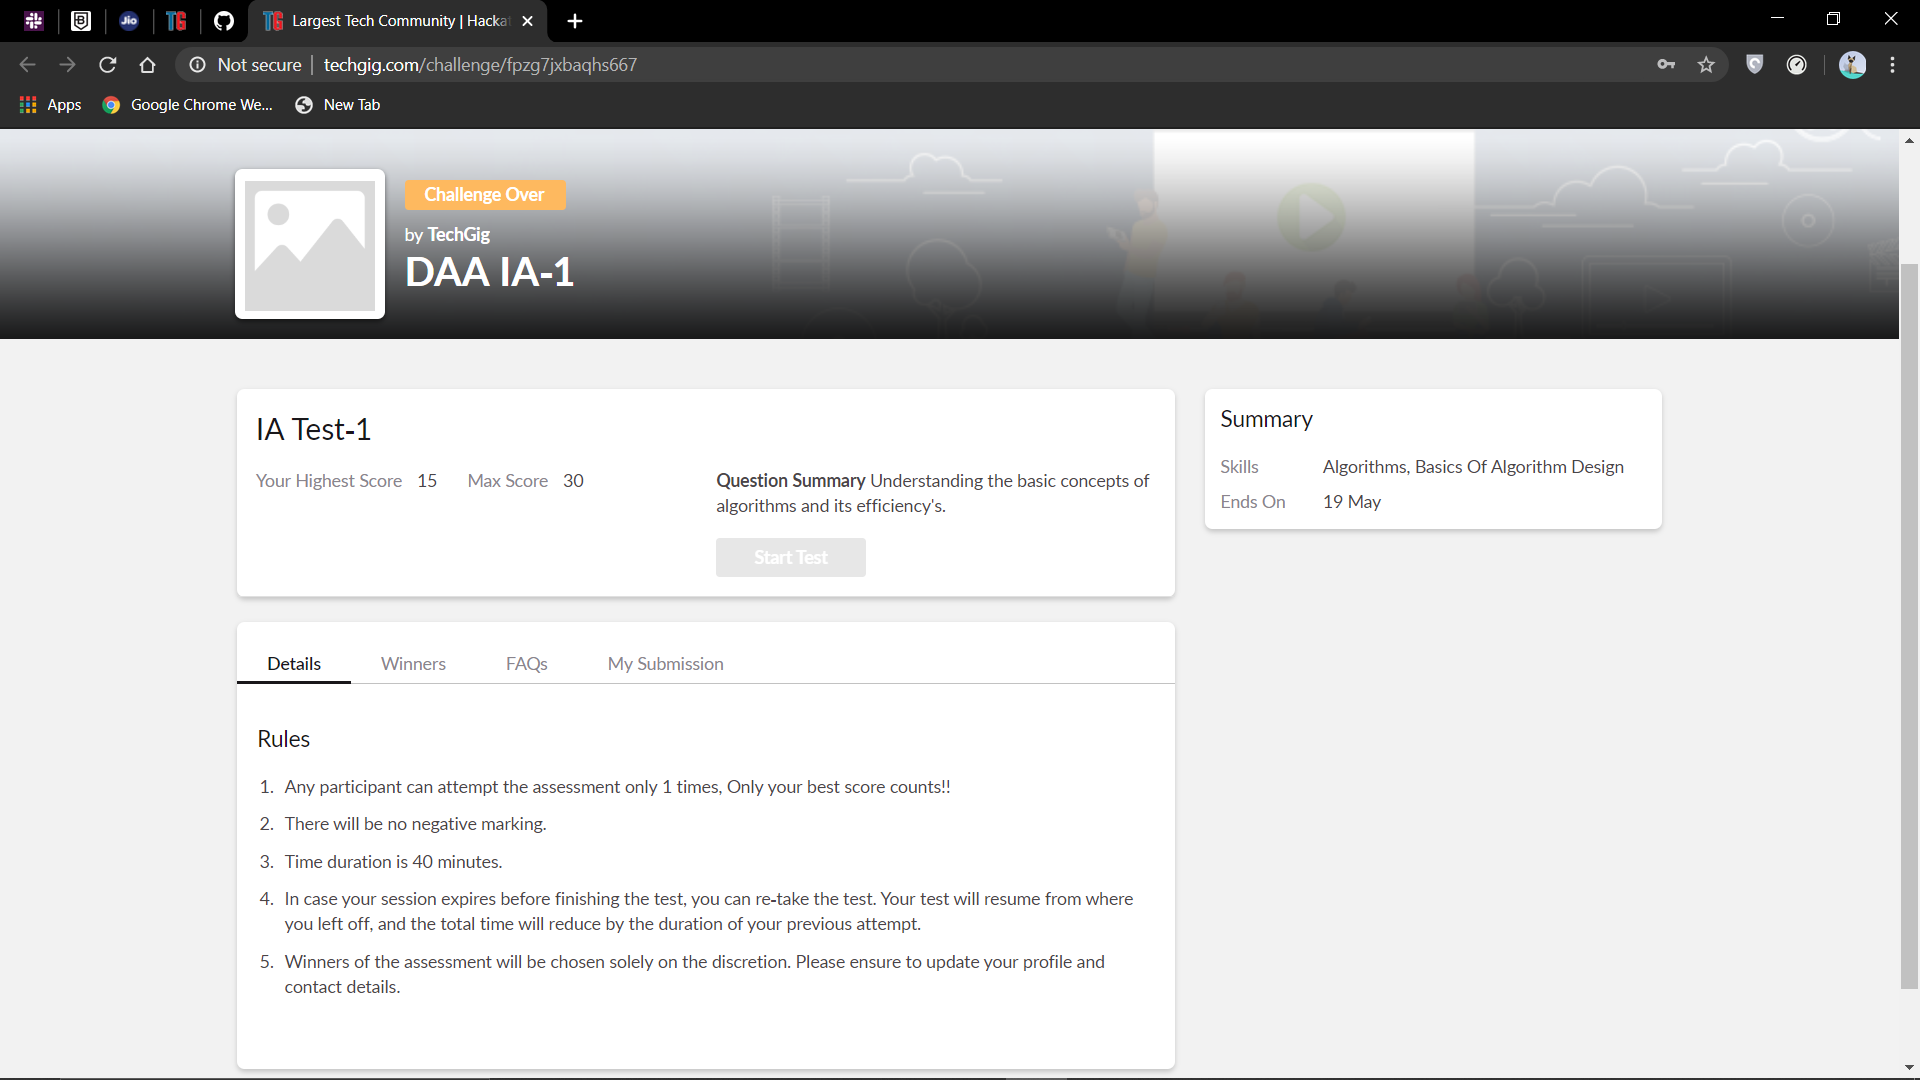 Jio
TG
TG Largest Tech Community | Hacka
Not secure techgig.com/challenge/fpzg7jxbaqhs667
Apps Google Chrome We... New Tab
Challenge Over
by TechGig
DAA IA-1
IA Test-1
Your Highest Score 15 Max Score 30
Question Summary Understanding the basic concepts of
algorithms and its efficiency's.
Start Test
Summary
Skills Algorithms, Basics Of Algorithm Design
Ends On 19 May
Details Winners FAQs My Submission
Rules
1. Any participant can attempt the assessment only 1 times, Only your best score counts!!
2. There will be no negative marking.
3. Time duration is 40 minutes.
4. In case your session expires before finishing the test, you can re-take the test. Your test will resume from where
you left off, and the total time will reduce by the duration of your previous attempt.
5. Winners of the assessment will be chosen solely on the discretion. Please ensure to update your profile and
contact details.